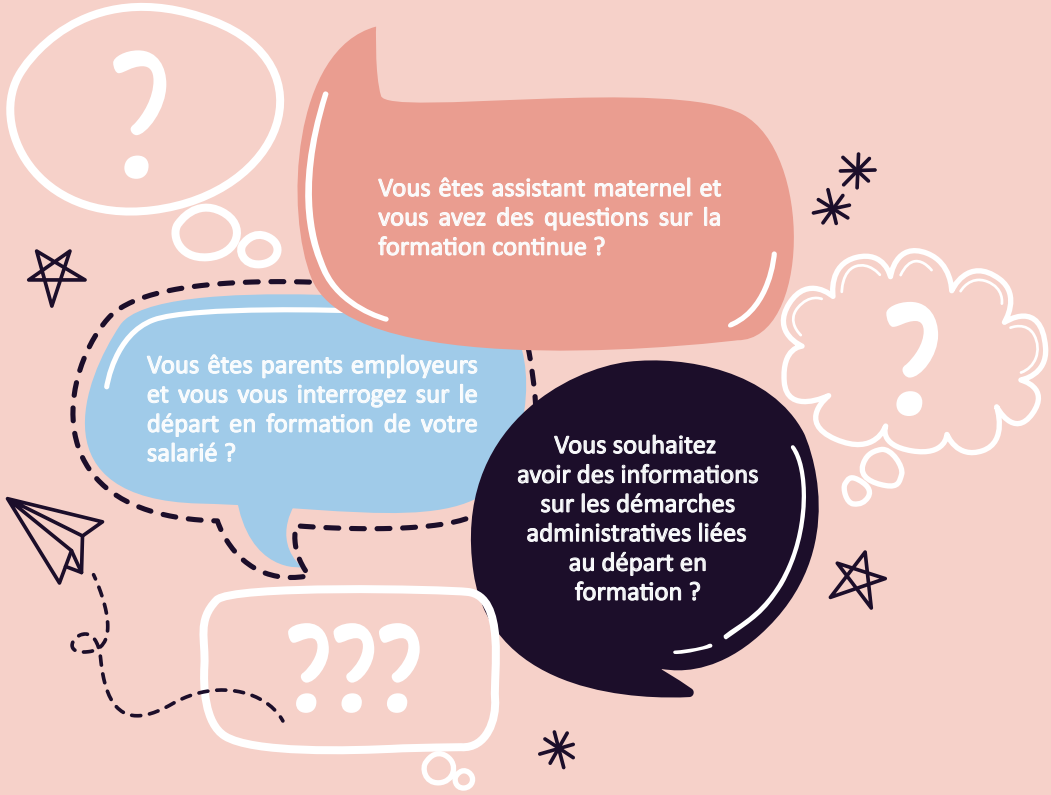 ?
Vous êtes assistant maternel et
vous avez des questions sur la
formation continue ?
?
Vous êtes parents employeurs
et vous vous interrogez sur le
départ en formation de votre
salarié ?
Vous souhaitez
avoir des informations
sur les démarches
administratives liées
au départ en
formation ?
???